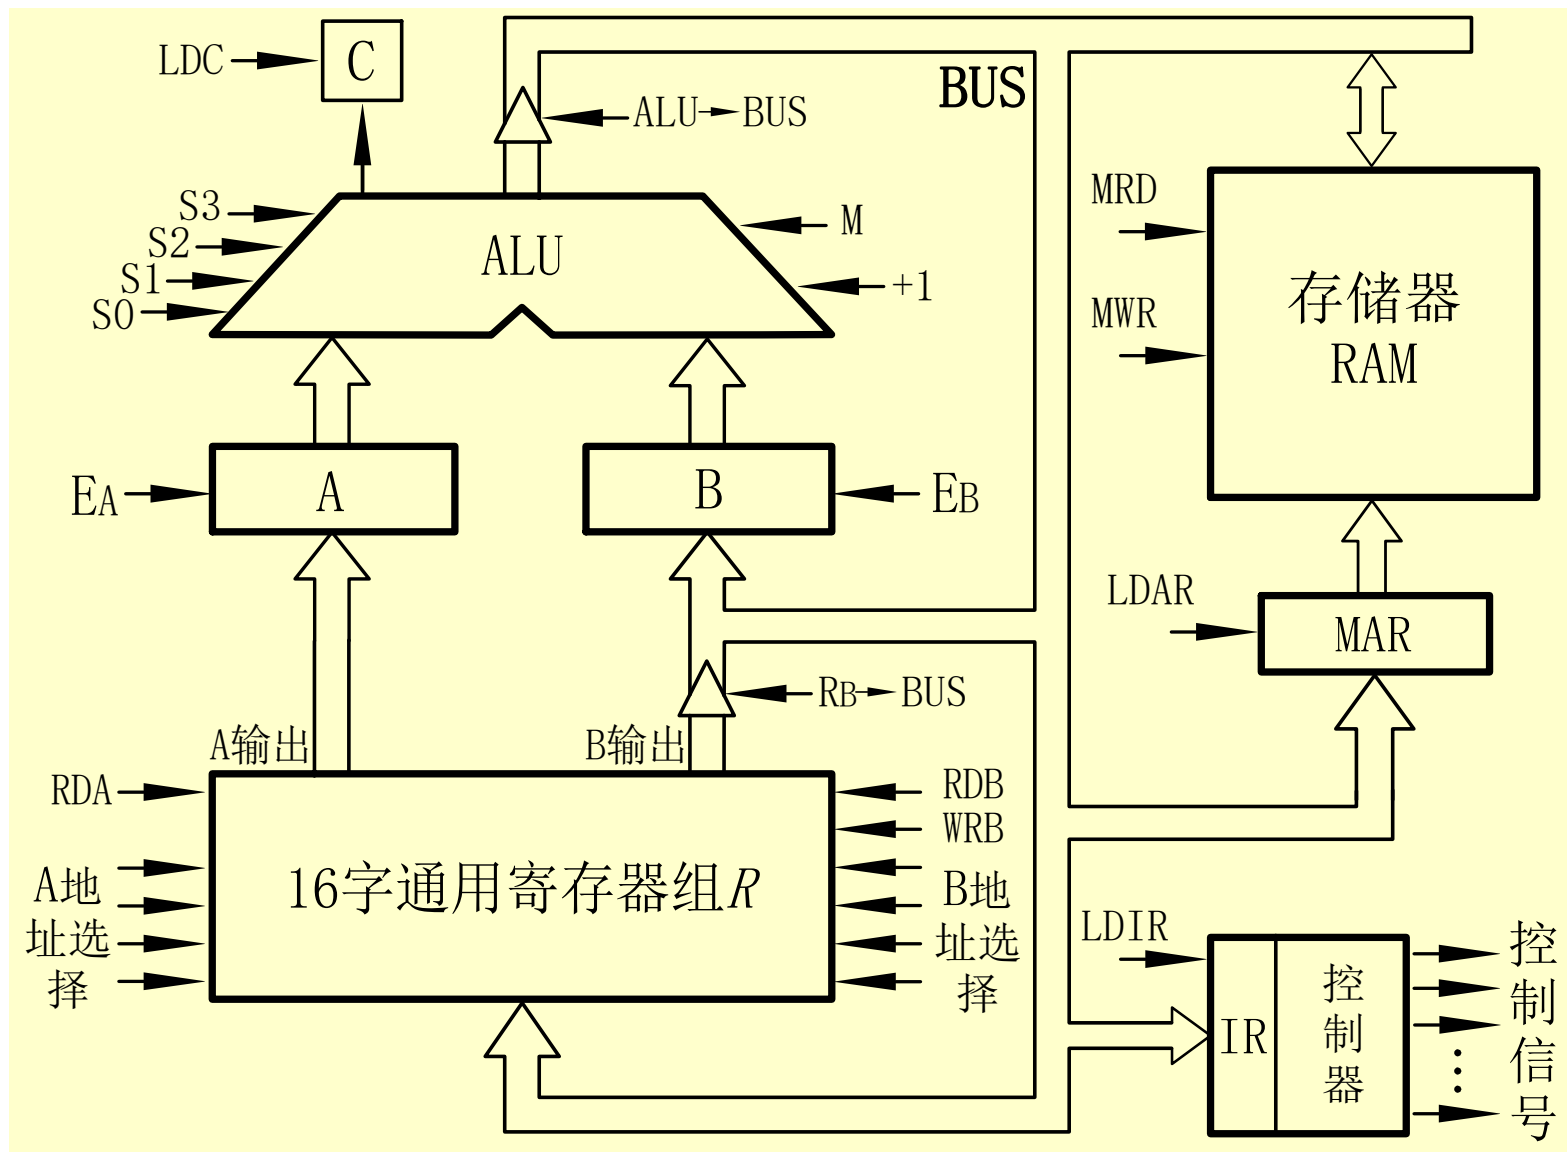 LDC
C
BUS
ALU→BUS
S3
S2
S1
S0
ALU
M
+1
MRD
MWR
存储器
RAM
EA
A
B
EB
LDAR
MAR
RB→BUS
A输出
B输出
RDA
RDB
WRB
A地
址选
择
16字通用寄存器组R
B地
址选
择
LDIR
IR
控
制
器
控
制
信
号